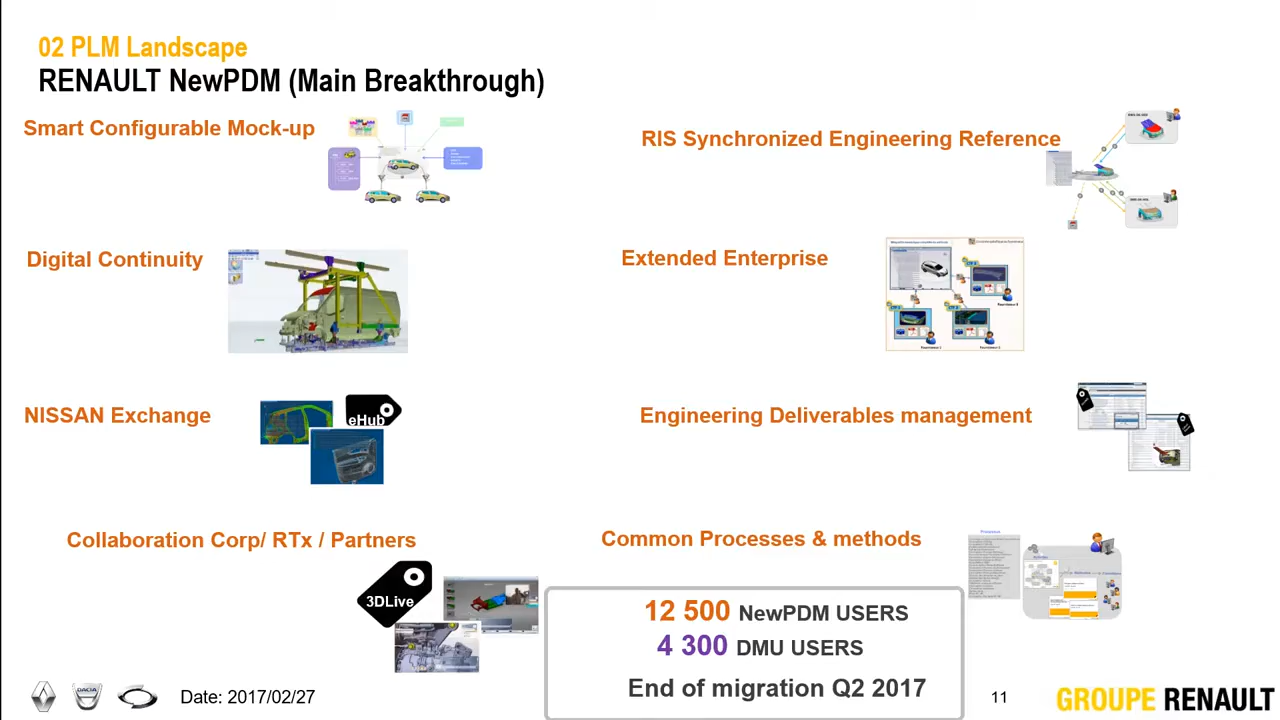 02 PLM Landscape
RENAULT NewPDM (Main Breakthrough)
Smart Configurable Mock-up
RIS Synchronized Engineering Reference
Digital Continuity
Extended Enterprise
NISSAN Exchange
eHub
Engineering Deliverables management
Collaboration Corp/ RTx / Partners
3DLive
Common Processes & methods
12 500 NewPDM USERS
4 300 DMU USERS
End of migration Q2 2017
DACIA
Date: 2017/02/27
11
GROUPE RENAULT